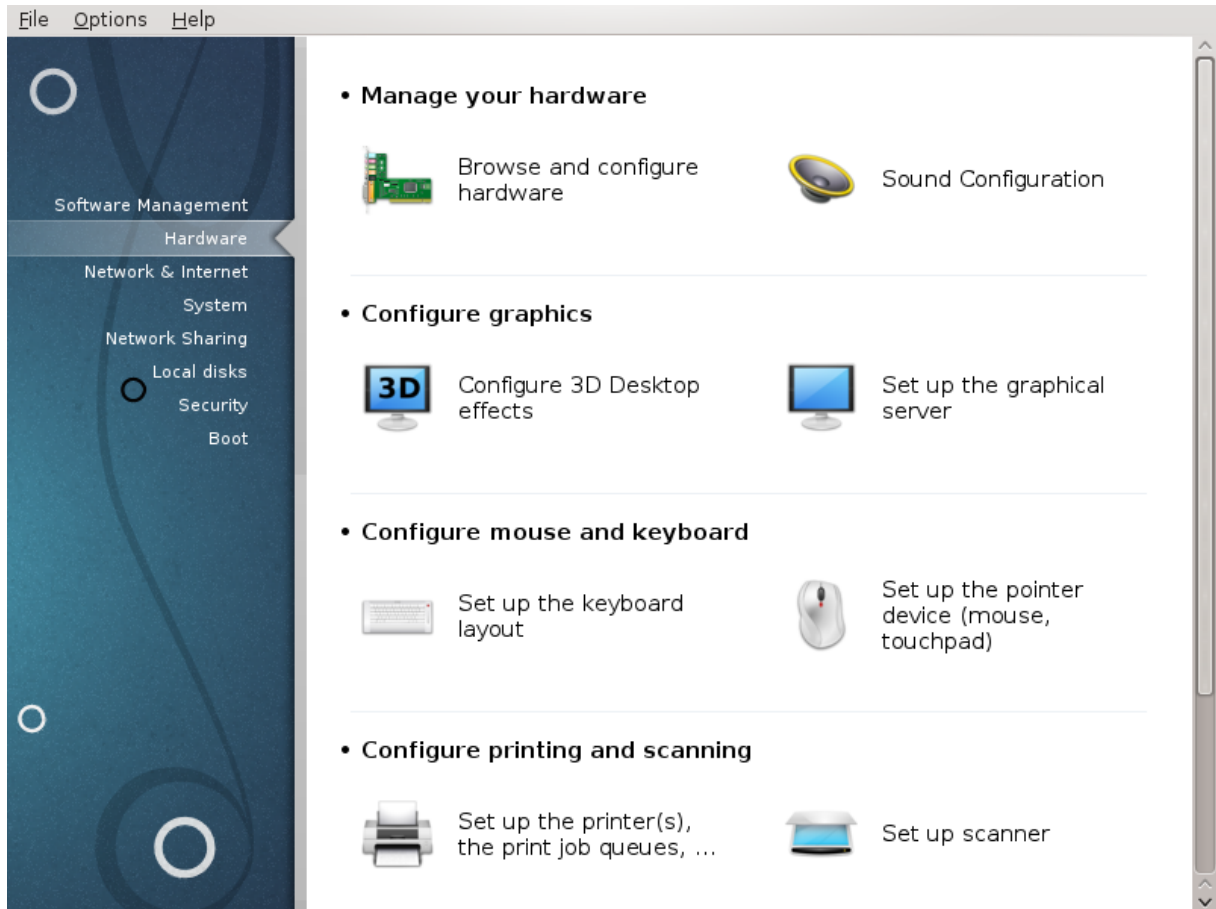 File Options Help
Software Management
Hardware
Network & Internet
System
Network Sharing
Local disks
Security
Boot
• Manage your hardware
Browse and configure
hardware
Sound Configuration
• Configure graphics
3D
Configure 3D Desktop
effects
Set up the graphical
server
• Configure mouse and keyboard
Set up the keyboard
layout
Set up the pointer
device (mouse,
touchpad)
• Configure printing and scanning
Set up the printer(s),
the print job queues, ...
Set up scanner